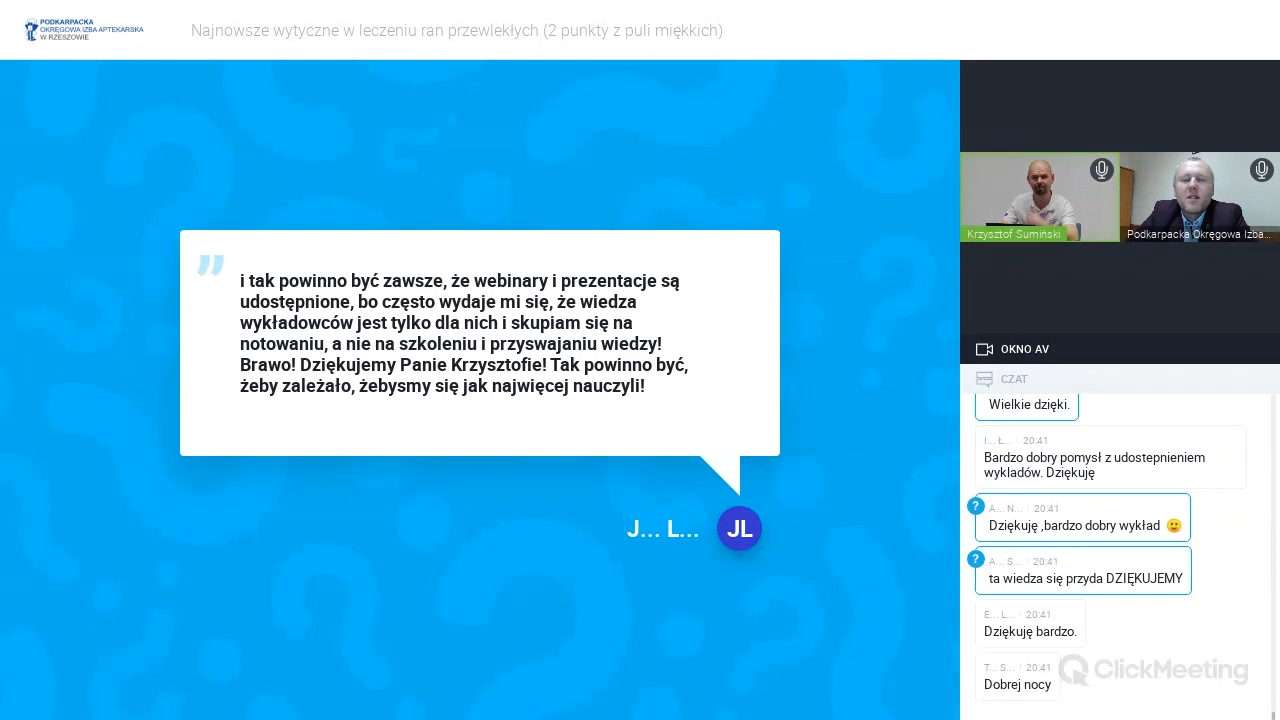 PODKARPACKA
OKRĘGOWA IZBA APTEKARSKA
W RZESZOWIE
Najnowsze wytyczne w leczeniu ran przewlekłych (2 punkty z puli miękkich)
i tak powinno być zawsze, że webinary i prezentacje są
udostępnione, bo często wydaje mi się, że wiedza
wykładowców jest tylko dla nich i skupiam się na
notowaniu, a nie na szkoleniu i przyswajaniu wiedzy!
Brawo! Dziękujemy Panie Krzysztofie! Tak powinno być,
żeby zależało, żebysmy się jak najwięcej nauczyli!
J... L...
JL
Krzysztof Sumiński
Podkarpacka Okręgowa Izba...
OKNO AV
CZAT
Wielkie dzięki.
I... Ł... 20:41
Bardzo dobry pomysł z udostepnieniem
wykladów. Dziękuję
?
A... N... 20:41
Dziękuję ,bardzo dobry wykład
?
A... S... 20:41
ta wiedza się przyda DZIĘKUJEMY
E... L... 20:41
Dziękuję bardzo.
T... S... 20:41
Dobrej nocy
ClickMeeting